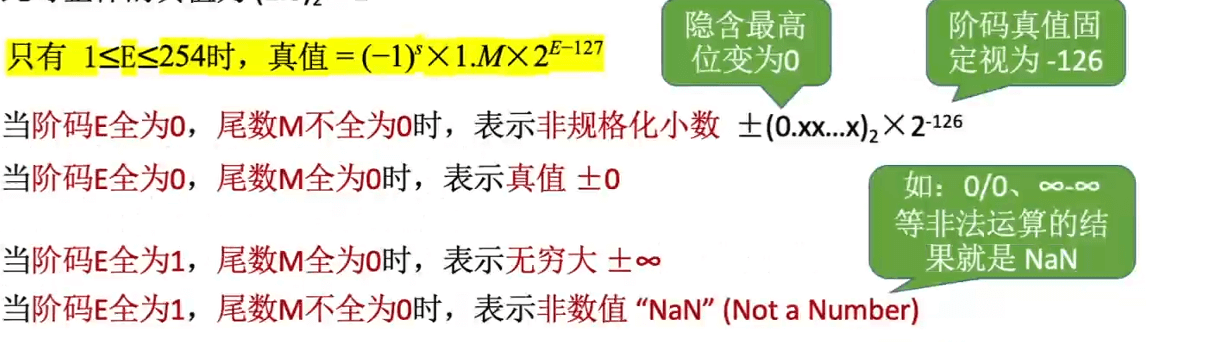 隐含最高
位变为0
阶码真值固
定视为 -126
只有 1≤E≤254时，真值 = (−1)ˢ×1.M×2ᴱ⁻¹²⁷
当阶码E全为0，尾数M不全为0时，表示非规格化小数 ±(0.xx...x)₂×2⁻¹²⁶
当阶码E全为0，尾数M全为0时，表示真值 ±0
如：0/0、∞-∞
等非法运算的结
果就是 NaN
当阶码E全为1，尾数M全为0时，表示无穷大 ±∞
当阶码E全为1，尾数M不全为0时，表示非数值 “NaN” (Not a Number)